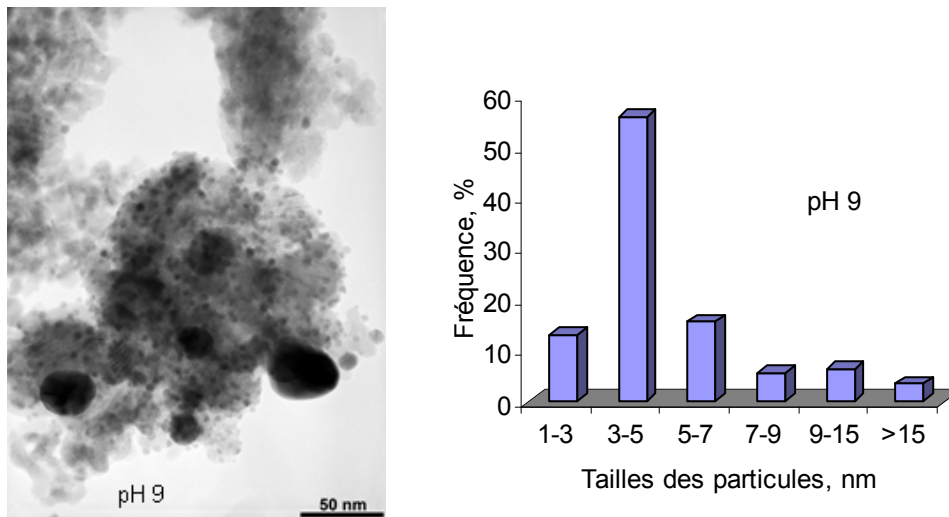 pH 9
50 nm
Fréquence, %
60
50
40
30
20
10
0
pH 9
1-3 3-5 5-7 7-9 9-15 >15
Tailles des particules, nm